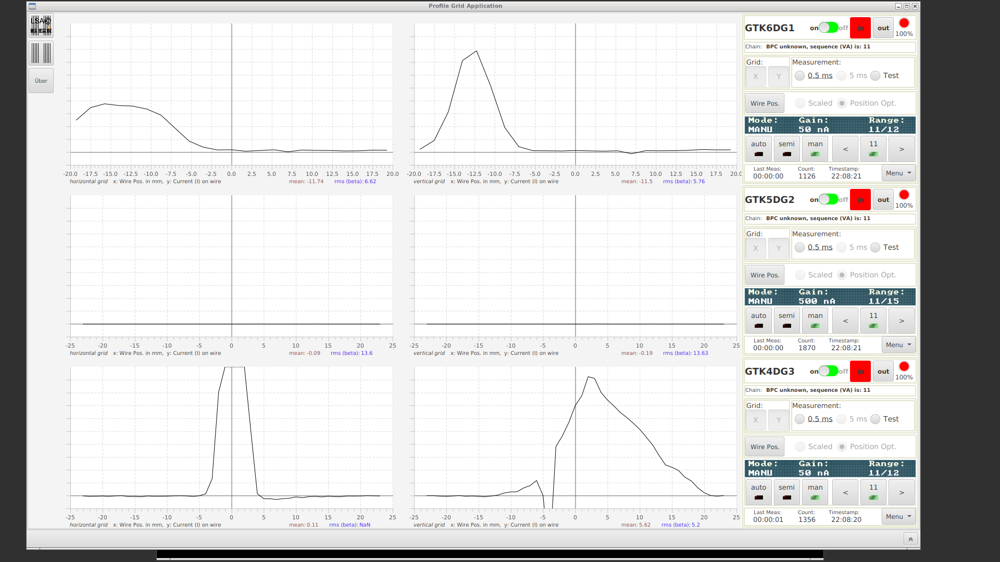 Profile Grid Application
LSA@
Über
-20.0 -17.5 -15.0 -12.5 -10.0 -7.5 -5.0 -2.5 0.0 2.5 5.0 7.5 10.0 12.5 15.0 17.5 20.0
horizontal grid x: Wire Pos. in mm, y: Current (I) on wire mean: -11.74 rms (beta): 6.62
-20.0 -17.5 -15.0 -12.5 -10.0 -7.5 -5.0 -2.5 0.0 2.5 5.0 7.5 10.0 12.5 15.0 17.5 20.0
vertical grid x: Wire Pos. in mm, y: Current (I) on wire mean: -11.5 rms (beta): 5.76
GTK6DG1 on off in out 100%
Chain: BPC unknown, sequence (VA) is: 11
Grid: Measurement:
X Y 0.5 ms 5 ms Test
Wire Pos. Scaled Position Opt.
Mode: Gain: Range:
MANU 50 nA 11/12
auto semi man < 11 >
Last Meas: Count: Timestamp:
00:00:00 1126 22:08:21 Menu
-25 -20 -15 -10 -5 0 5 10 15 20 25
horizontal grid x: Wire Pos. in mm, y: Current (I) on wire mean: -0.09 rms (beta): 13.6
-25 -20 -15 -10 -5 0 5 10 15 20 25
vertical grid x: Wire Pos. in mm, y: Current (I) on wire mean: -0.19 rms (beta): 13.63
GTK5DG2 on off in out 100%
Chain: BPC unknown, sequence (VA) is: 11
Grid: Measurement:
X Y 0.5 ms 5 ms Test
Wire Pos. Scaled Position Opt.
Mode: Gain: Range:
MANU 500 nA 11/15
auto semi man < 11 >
Last Meas: Count: Timestamp:
00:00:00 1870 22:08:21 Menu
-25 -20 -15 -10 -5 0 5 10 15 20 25
horizontal grid x: Wire Pos. in mm, y: Current (I) on wire mean: 0.11 rms (beta): NaN
-25 -20 -15 -10 -5 0 5 10 15 20 25
vertical grid x: Wire Pos. in mm, y: Current (I) on wire mean: 5.62 rms (beta): 5.2
GTK4DG3 on off in out 100%
Chain: BPC unknown, sequence (VA) is: 11
Grid: Measurement:
X Y 0.5 ms 5 ms Test
Wire Pos. Scaled Position Opt.
Mode: Gain: Range:
MANU 50 nA 11/12
auto semi man < 11 >
Last Meas: Count: Timestamp:
00:00:01 1356 22:08:20 Menu